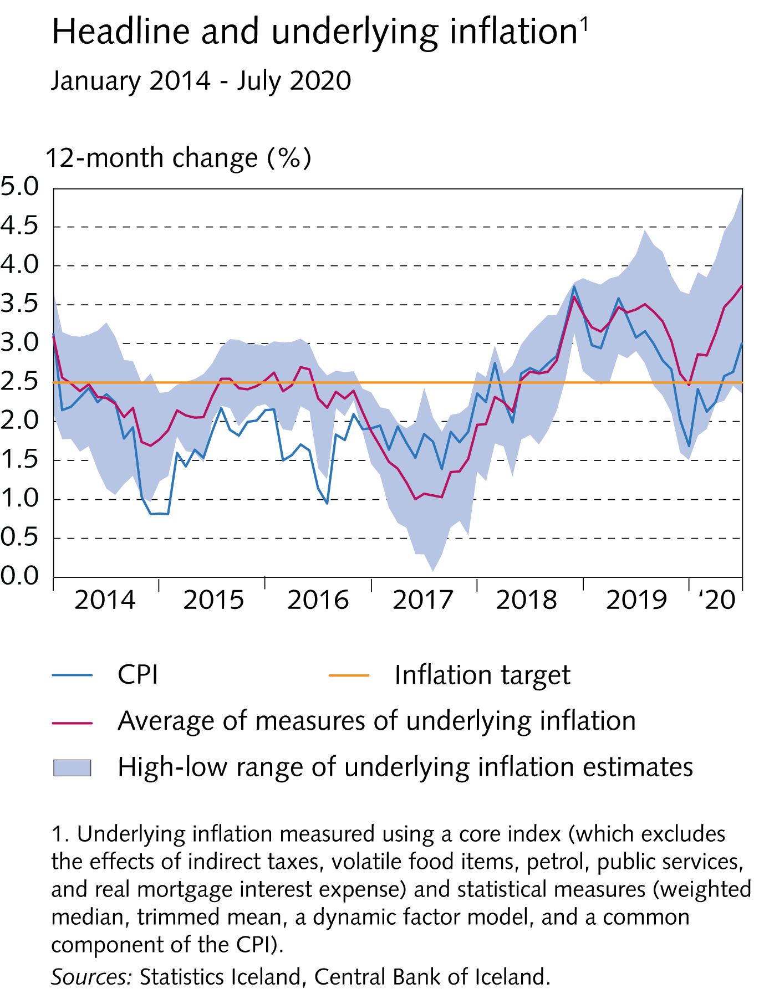 Headline and underlying inflation¹
January 2014 - July 2020
12-month change (%)
5.0
4.5
4.0
3.5
3.0
2.5
2.0
1.5
1.0
0.5
0.0
2014 2015 2016 2017 2018 2019 ‘20
CPI Inflation target
Average of measures of underlying inflation
High-low range of underlying inflation estimates
1. Underlying inflation measured using a core index (which excludes
the effects of indirect taxes, volatile food items, petrol, public services,
and real mortgage interest expense) and statistical measures (weighted
median, trimmed mean, a dynamic factor model, and a common
component of the CPI).
Sources: Statistics Iceland, Central Bank of Iceland.